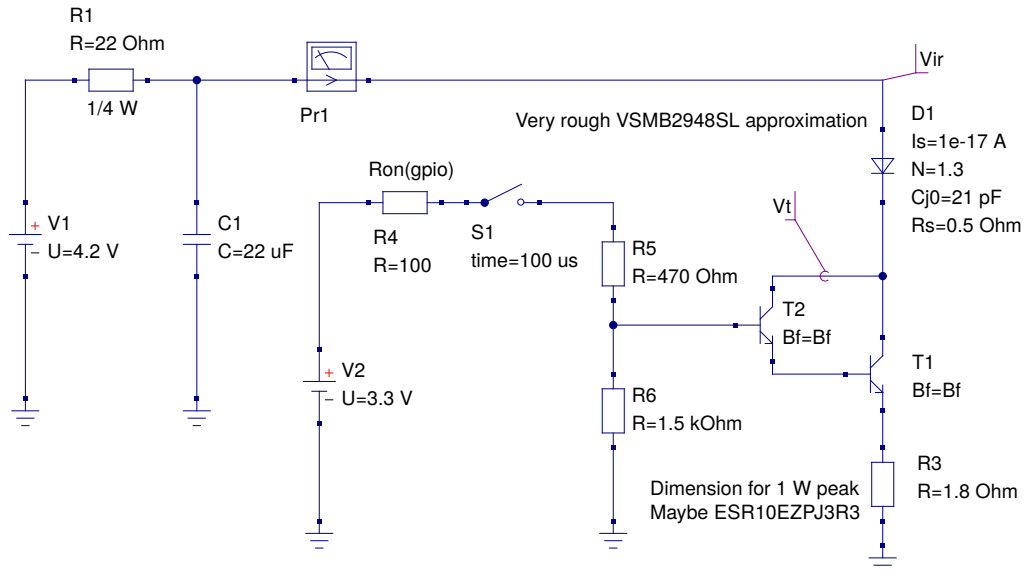 R1
R=22 Ohm
1/4 W
Pr1
Vir
Very rough VSMB2948SL approximation
D1
Is=1e-17 A
N=1.3
Cj0=21 pF
Rs=0.5 Ohm
Ron(gpio)
R4
R=100
S1
time=100 us
Vt
+
–
V1
U=4.2 V
C1
C=22 uF
R5
R=470 Ohm
T2
Bf=Bf
+
–
V2
U=3.3 V
T1
Bf=Bf
R6
R=1.5 kOhm
Dimension for 1 W peak
Maybe ESR10EZPJ3R3
R3
R=1.8 Ohm